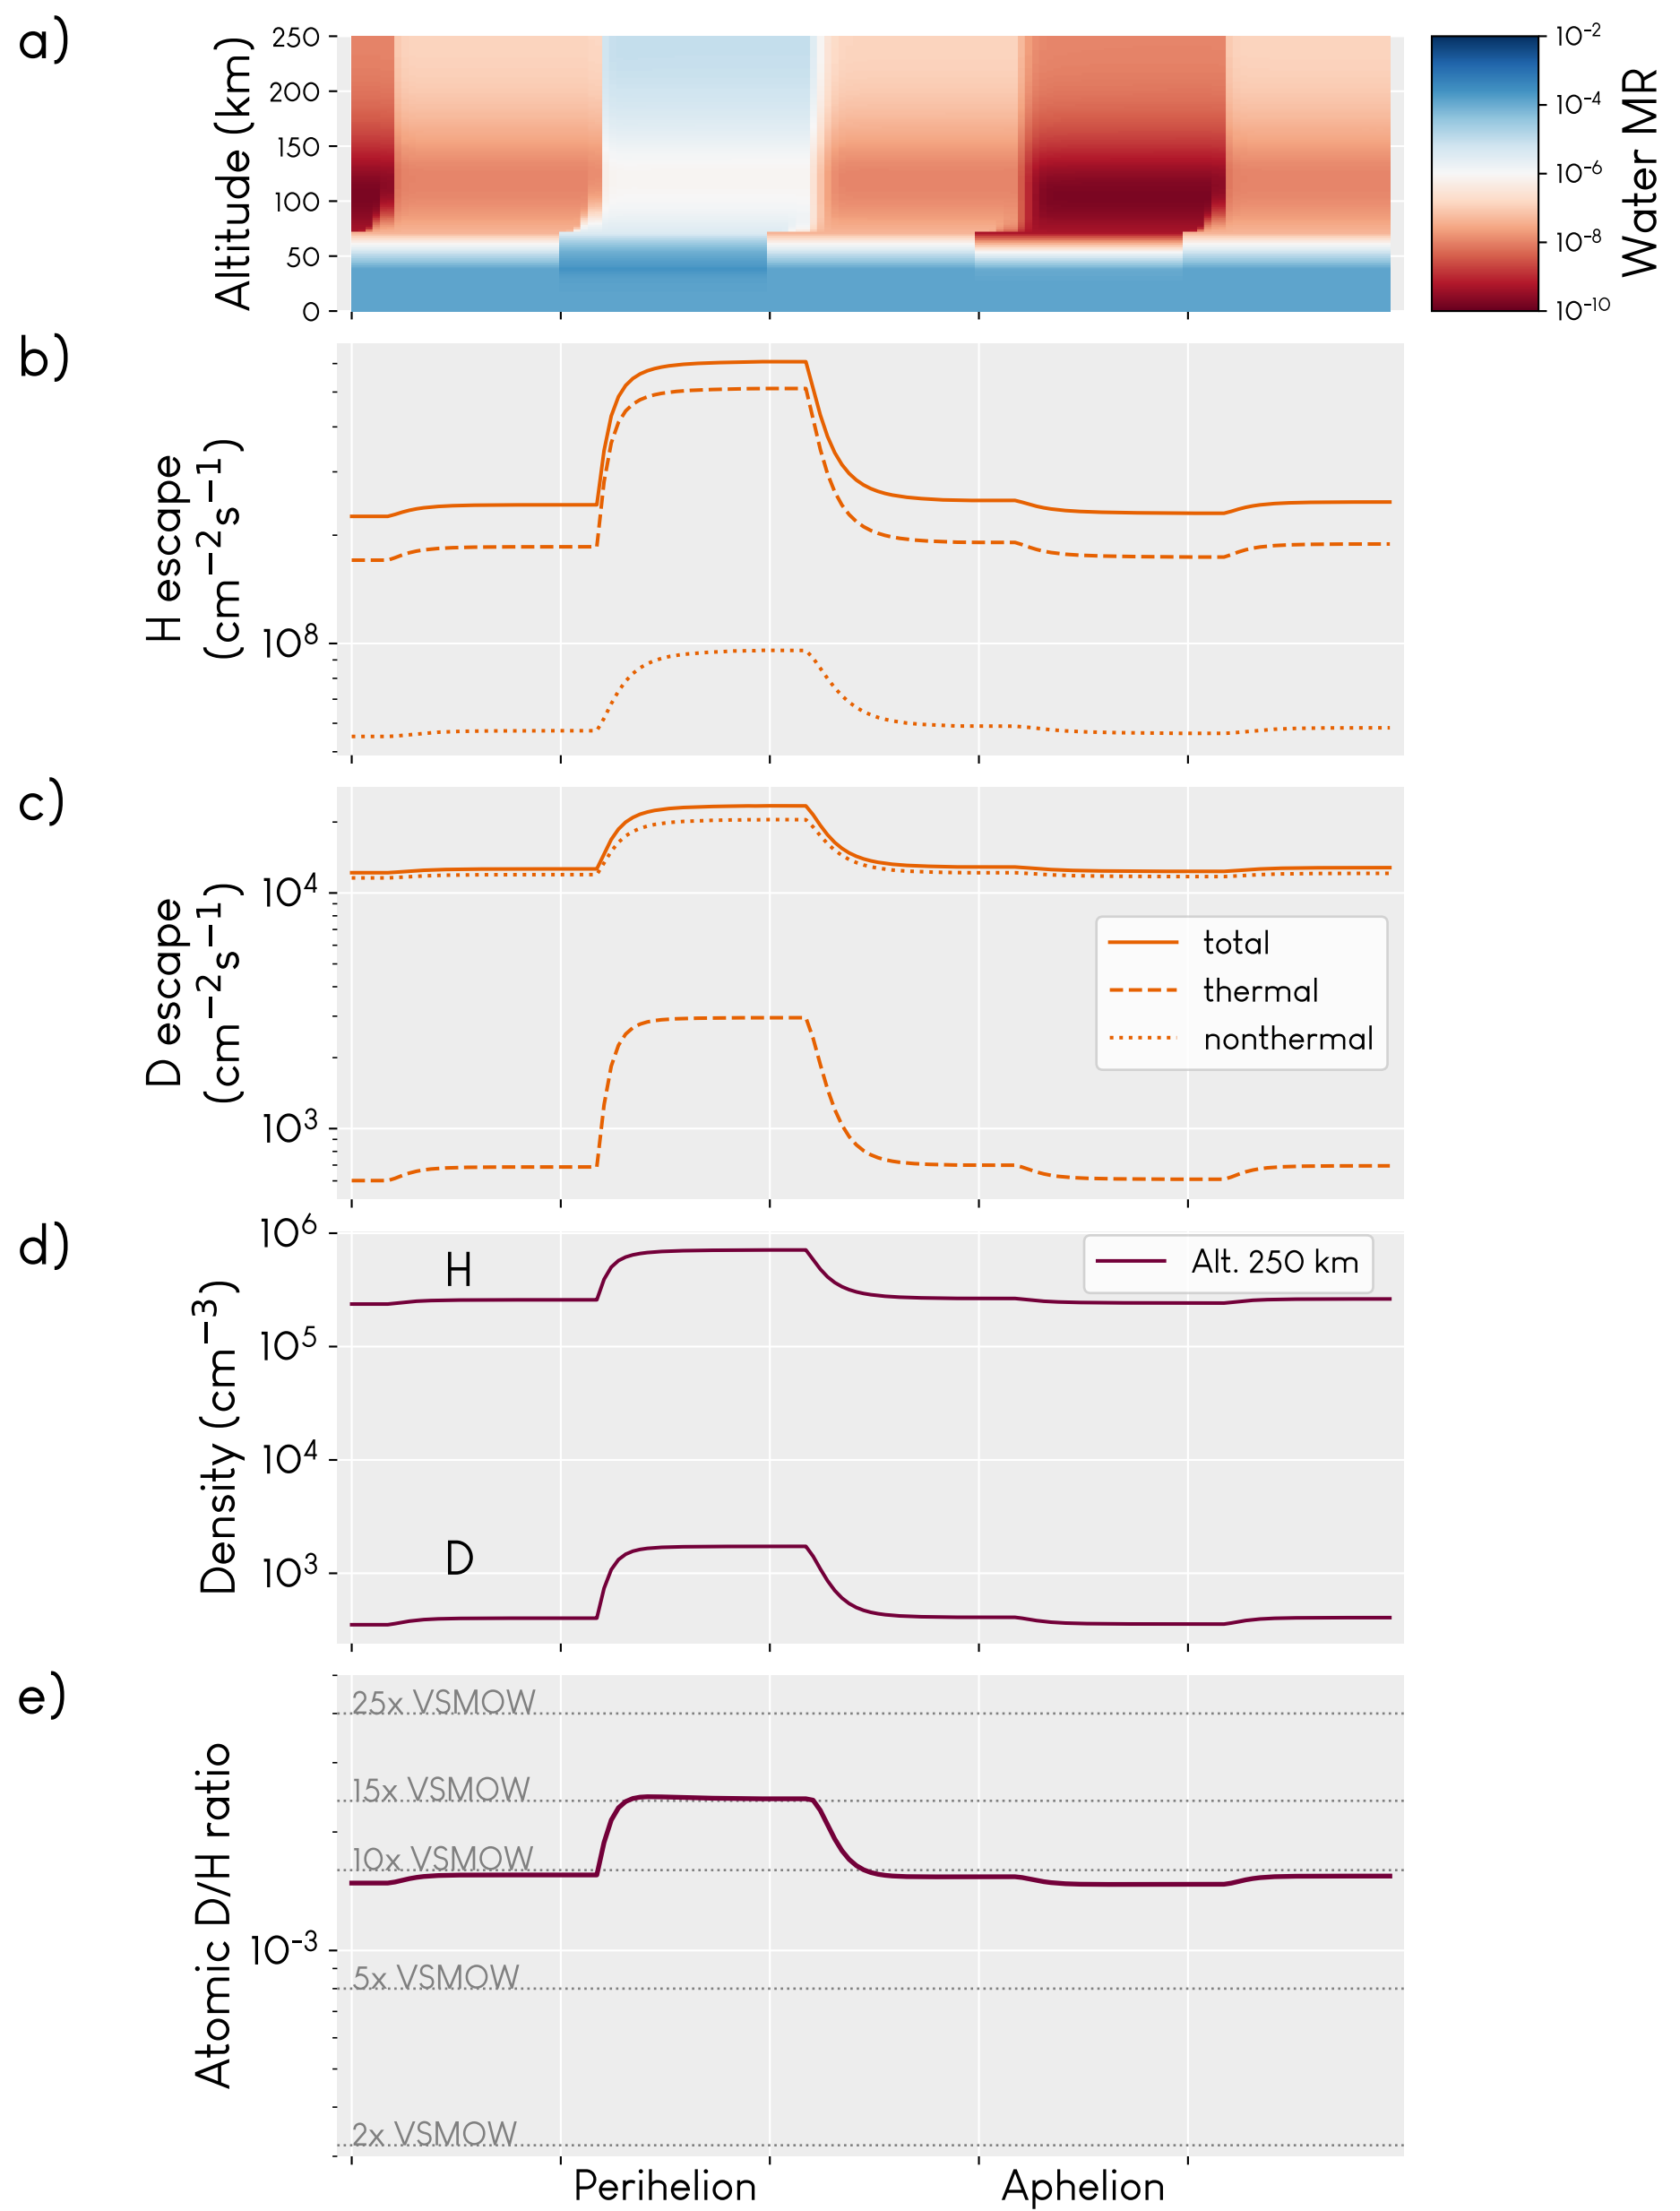 a)
Altitude (km)
250
200
150
100
50
0
10⁻²
10⁻⁴
10⁻⁶
10⁻⁸
10⁻¹⁰
Water MR
b)
H escape
(cm⁻²s⁻¹)
10⁸
c)
D escape
(cm⁻²s⁻¹)
10⁴
10³
total
thermal
nonthermal
d)
Density (cm⁻³)
10⁶
10⁵
10⁴
10³
H
D
Alt. 250 km
e)
Atomic D/H ratio
10⁻³
25x VSMOW
15x VSMOW
10x VSMOW
5x VSMOW
2x VSMOW
Perihelion
Aphelion